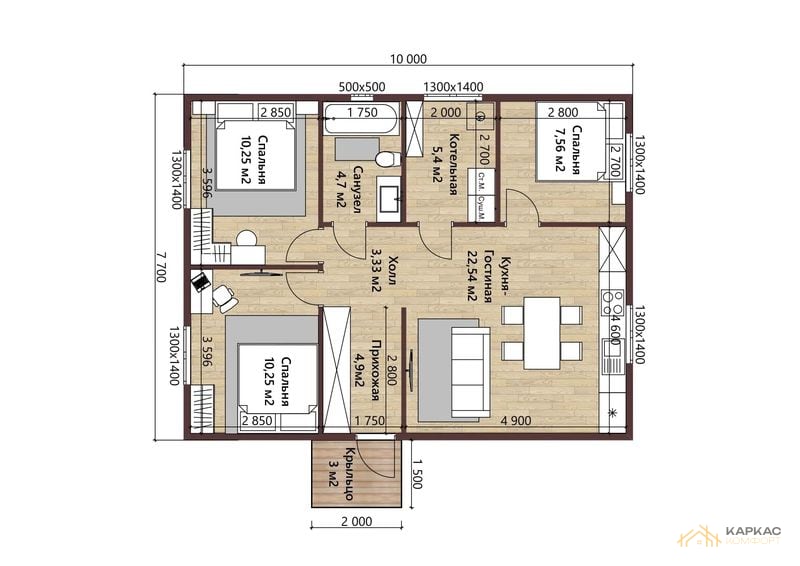 10 000
500x500
1300x1400
2 850
1 750
2 000
2 800
Спальня
10,25 м2
3 596
1300x1400
Санузел
4,7 м2
Котельная
5,4 м2
2 700
Ст.М.
Суш.М.
Спальня
7,56 м2
2 700
1300x1400
7 700
Холл
3,33 м2
Кухня-
Гостиная
22,54 м2
4 600
1300x1400
1300x1400
3 596
Спальня
10,25 м2
2 850
Прихожая
4,9м2
2 800
1 750
4 900
Крыльцо
3 м2
1 500
2 000
КАРКАС
КОМФОРТ